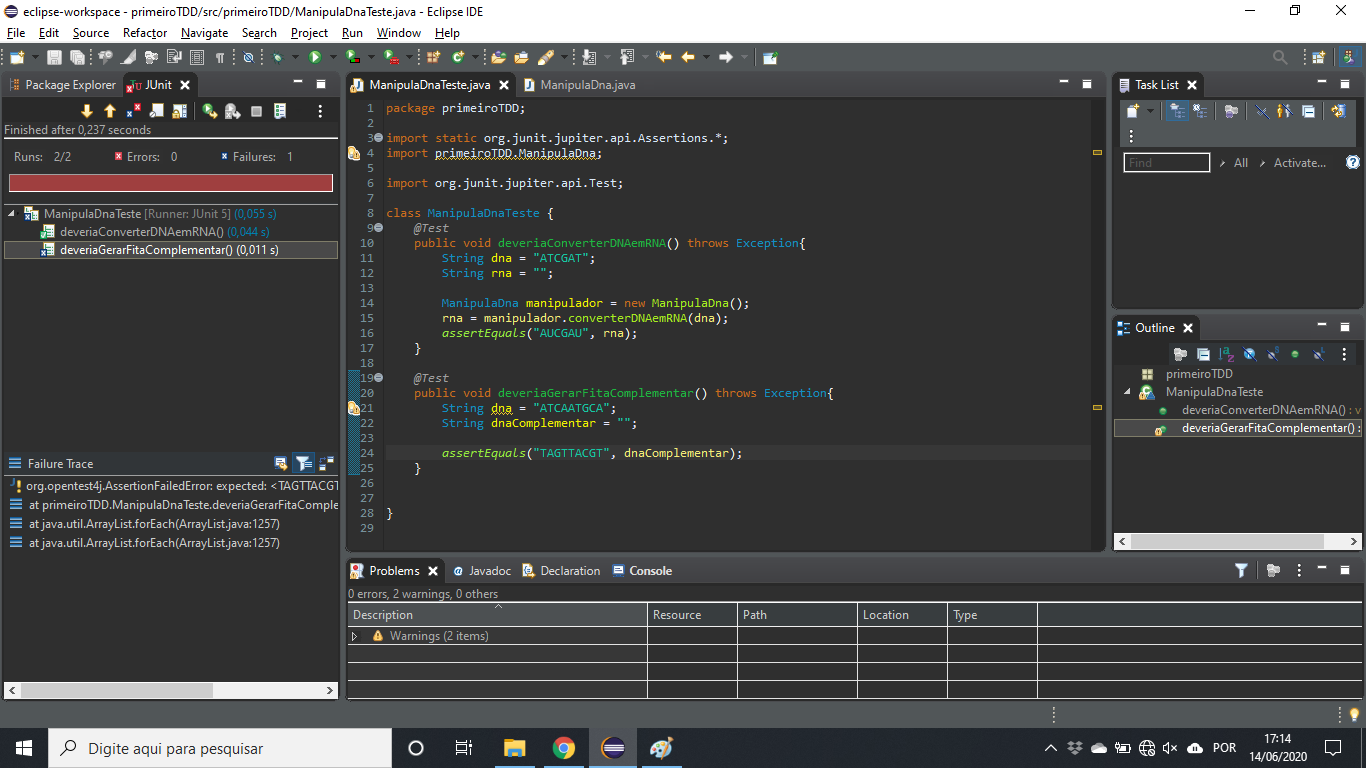 eclipse-workspace - primeiroTDD/src/primeiroTDD/ManipulaDnaTeste.java - Eclipse IDE
File Edit Source Refactor Navigate Search Project Run Window Help
Package Explorer JUnit
Finished after 0,237 seconds
Runs: 2/2 Errors: 0 Failures: 1
ManipulaDnaTeste [Runner: JUnit 5] (0,055 s)
deveriaConverterDNAemRNA() (0,044 s)
deveriaGerarFitaComplementar() (0,011 s)
Failure Trace
org.opentest4j.AssertionFailedError: expected: <TAGTTACGT
at primeiroTDD.ManipulaDnaTeste.deveriaGerarFitaComple
at java.util.ArrayList.forEach(ArrayList.java:1257)
at java.util.ArrayList.forEach(ArrayList.java:1257)
ManipulaDnaTeste.java ManipulaDna.java
1 package primeiroTDD;
2
3 import static org.junit.jupiter.api.Assertions.*;
4 import primeiroTDD.ManipulaDna;
5
6 import org.junit.jupiter.api.Test;
7
8 class ManipulaDnaTeste {
9 @Test
10 public void deveriaConverterDNAemRNA() throws Exception{
11 String dna = "ATCGAT";
12 String rna = "";
13
14 ManipulaDna manipulador = new ManipulaDna();
15 rna = manipulador.converterDNAemRNA(dna);
16 assertEquals("AUCGAU", rna);
17 }
18
19 @Test
20 public void deveriaGerarFitaComplementar() throws Exception{
21 String dna = "ATCAATGCA";
22 String dnaComplementar = "";
23
24 assertEquals("TAGTTACGT", dnaComplementar);
25 }
26
27
28 }
29
Task List
Find All Activate...
Outline
primeiroTDD
ManipulaDnaTeste
deveriaConverterDNAemRNA() : v
deveriaGerarFitaComplementar() :
Problems @ Javadoc Declaration Console
0 errors, 2 warnings, 0 others
Description Resource Path Location Type
Warnings (2 items)
Digite aqui para pesquisar
POR
17:14
14/06/2020